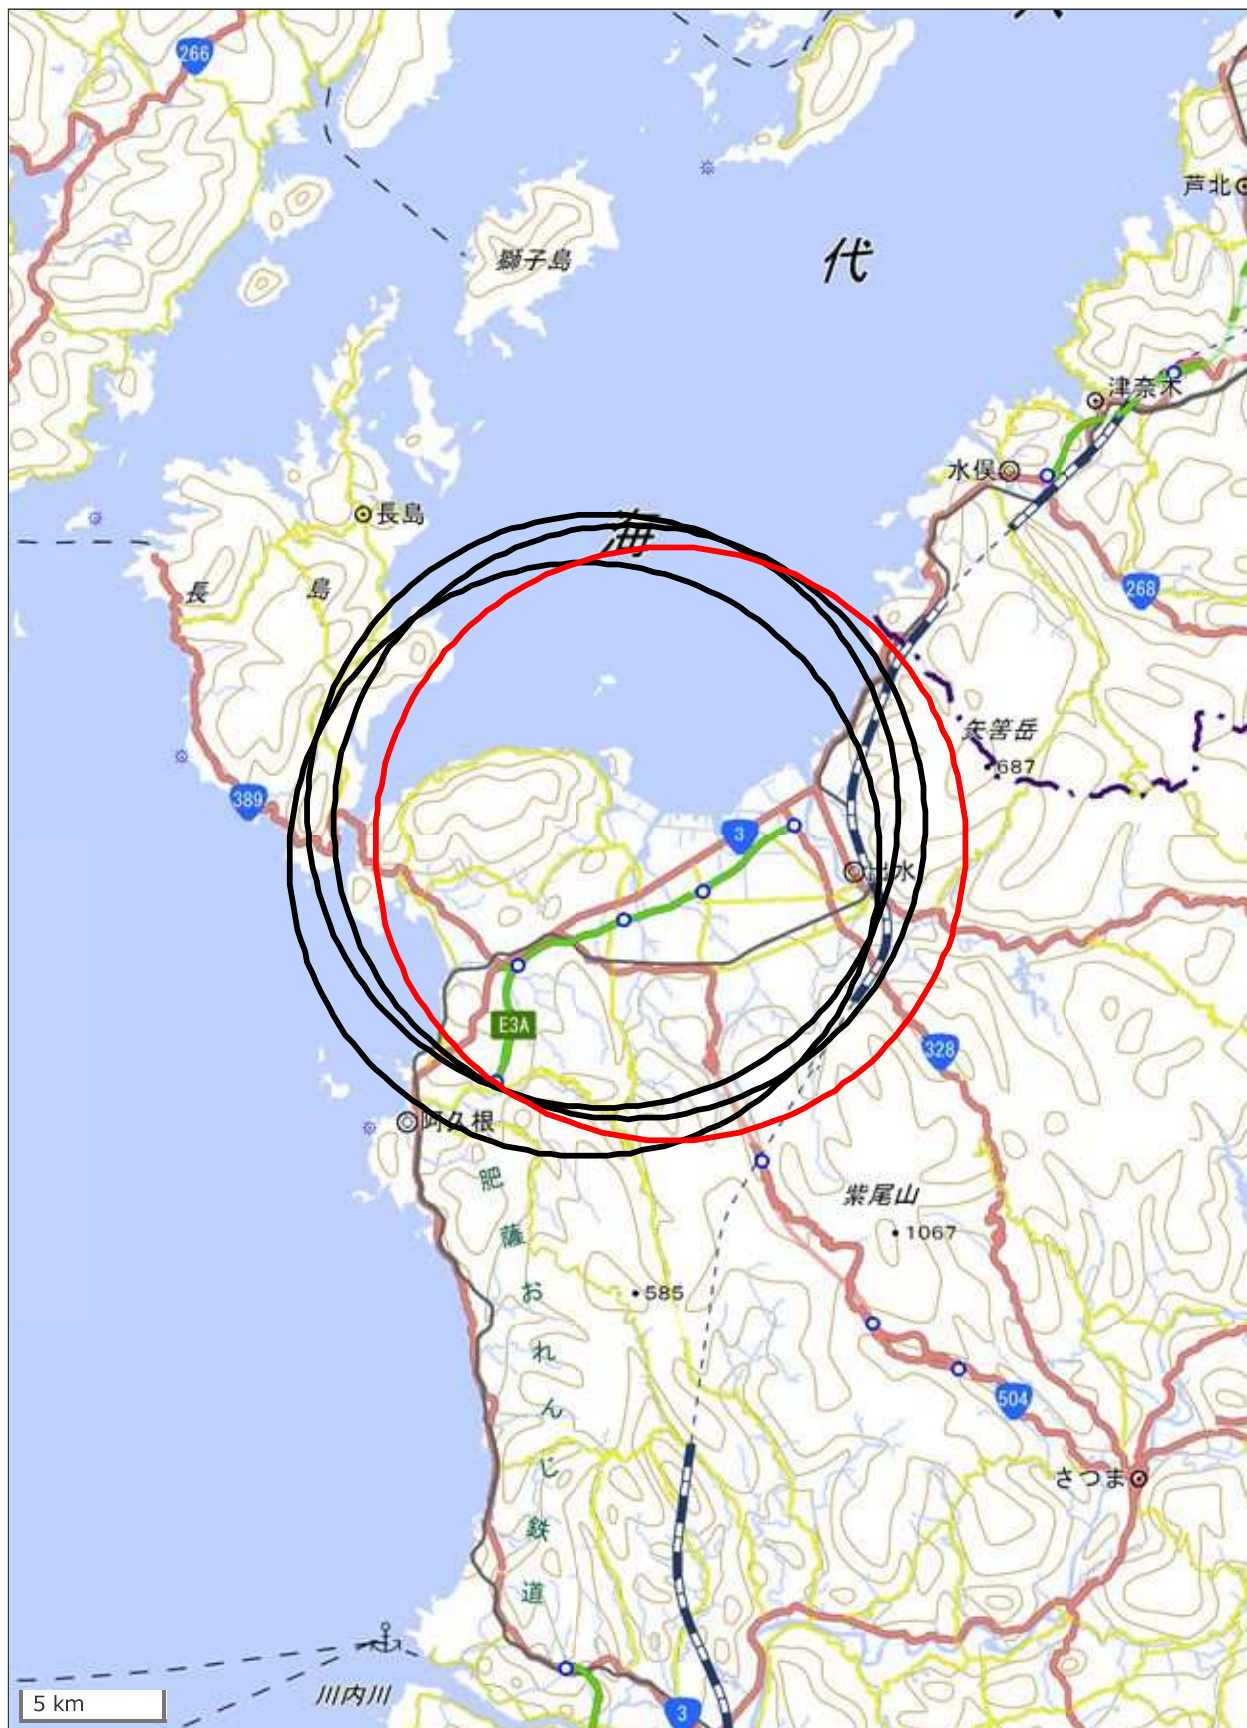 266
芦北
獅子島
代
津奈木
水俣
長島
海
長
島
268
矢筈岳
687
389
3
出水
E3A
328
阿久根
肥
薩
お
れ
ん
じ
鉄
道
紫尾山
1067
585
504
さつま
川内川
3
5 km